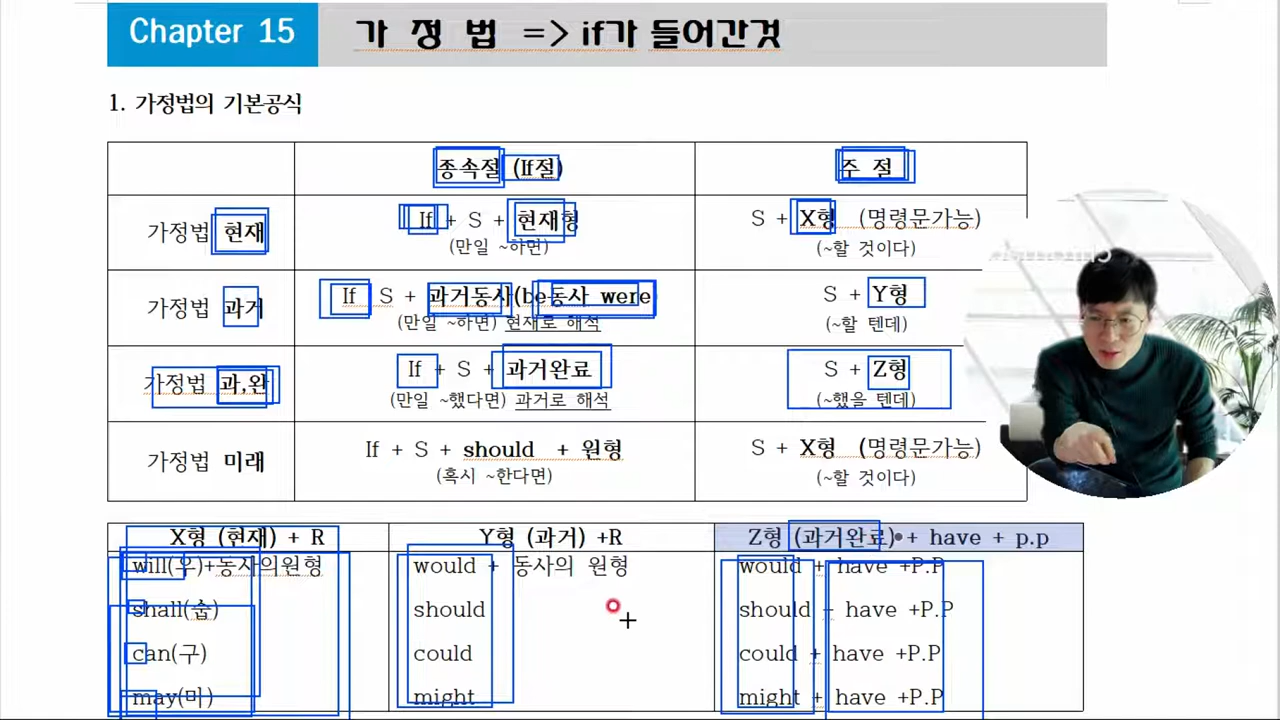 Chapter 15
가 정 법 => if가 들어간것
1. 가정법의 기본공식
종속절 (If절)
주 절
가정법 현재
If + S + 현재형
(만일 ~하면)
S + X형 (명령문가능)
(~할 것이다)
가정법 과거
If S + 과거동사(be동사 were
(만일 ~하면) 현재로 해석
S + Y형
(~할 텐데)
가정법 과,완
If + S + 과거완료
(만일 ~했다면) 과거로 해석
S + Z형
(~했을 텐데)
가정법 미래
If + S + should + 원형
(혹시 ~한다면)
S + X형 (명령문가능)
(~할 것이다)
X형 (현재) + R
Y형 (과거) +R
Z형 (과거완료) + have + p.p
will(우)+동사의원형
would + 동사의 원형
would + have +P.P
shall(숩)
should
should + have +P.P
can(구)
could
could + have +P.P
may(마)
might
might + have +P.P